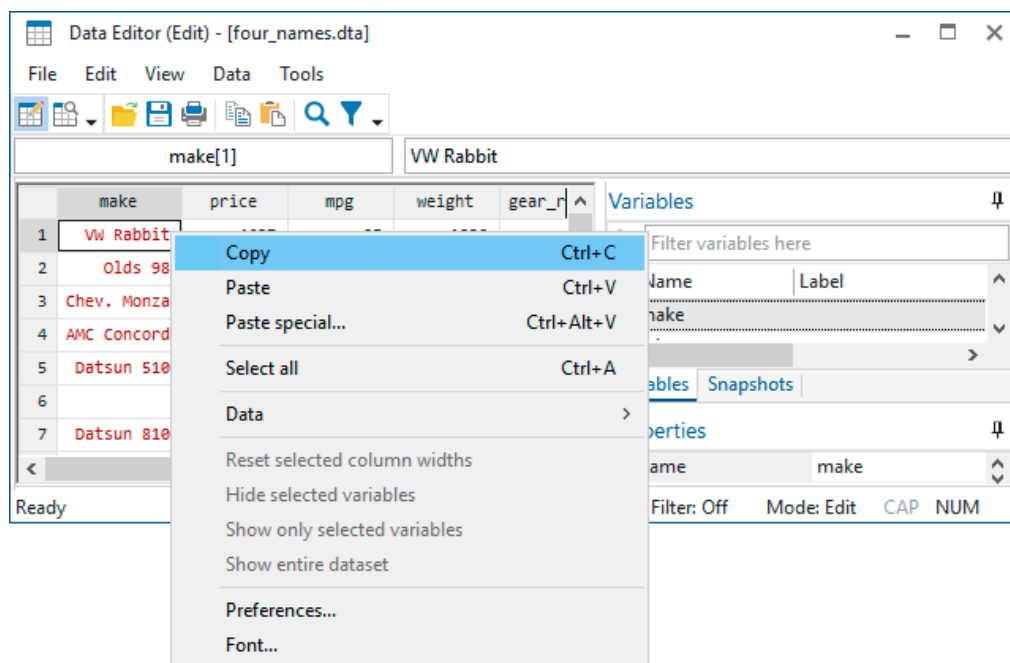 Data Editor (Edit) - [four_names.dta]
File Edit View Data Tools
make[1] VW Rabbit
make price mpg weight gear_r Variables
1 VW Rabbit Filter variables here
2 Olds 98 Name Label
3 Chev. Monza make
4 AMC Concord
5 Datsun 510 Snapshots
6
7 Datsun 810 make
Copy Ctrl+C
Paste Ctrl+V
Paste special... Ctrl+Alt+V
Select all Ctrl+A
Data
Reset selected column widths
Hide selected variables
Show only selected variables
Show entire dataset
Preferences...
Font...
Ready Filter: Off Mode: Edit CAP NUM